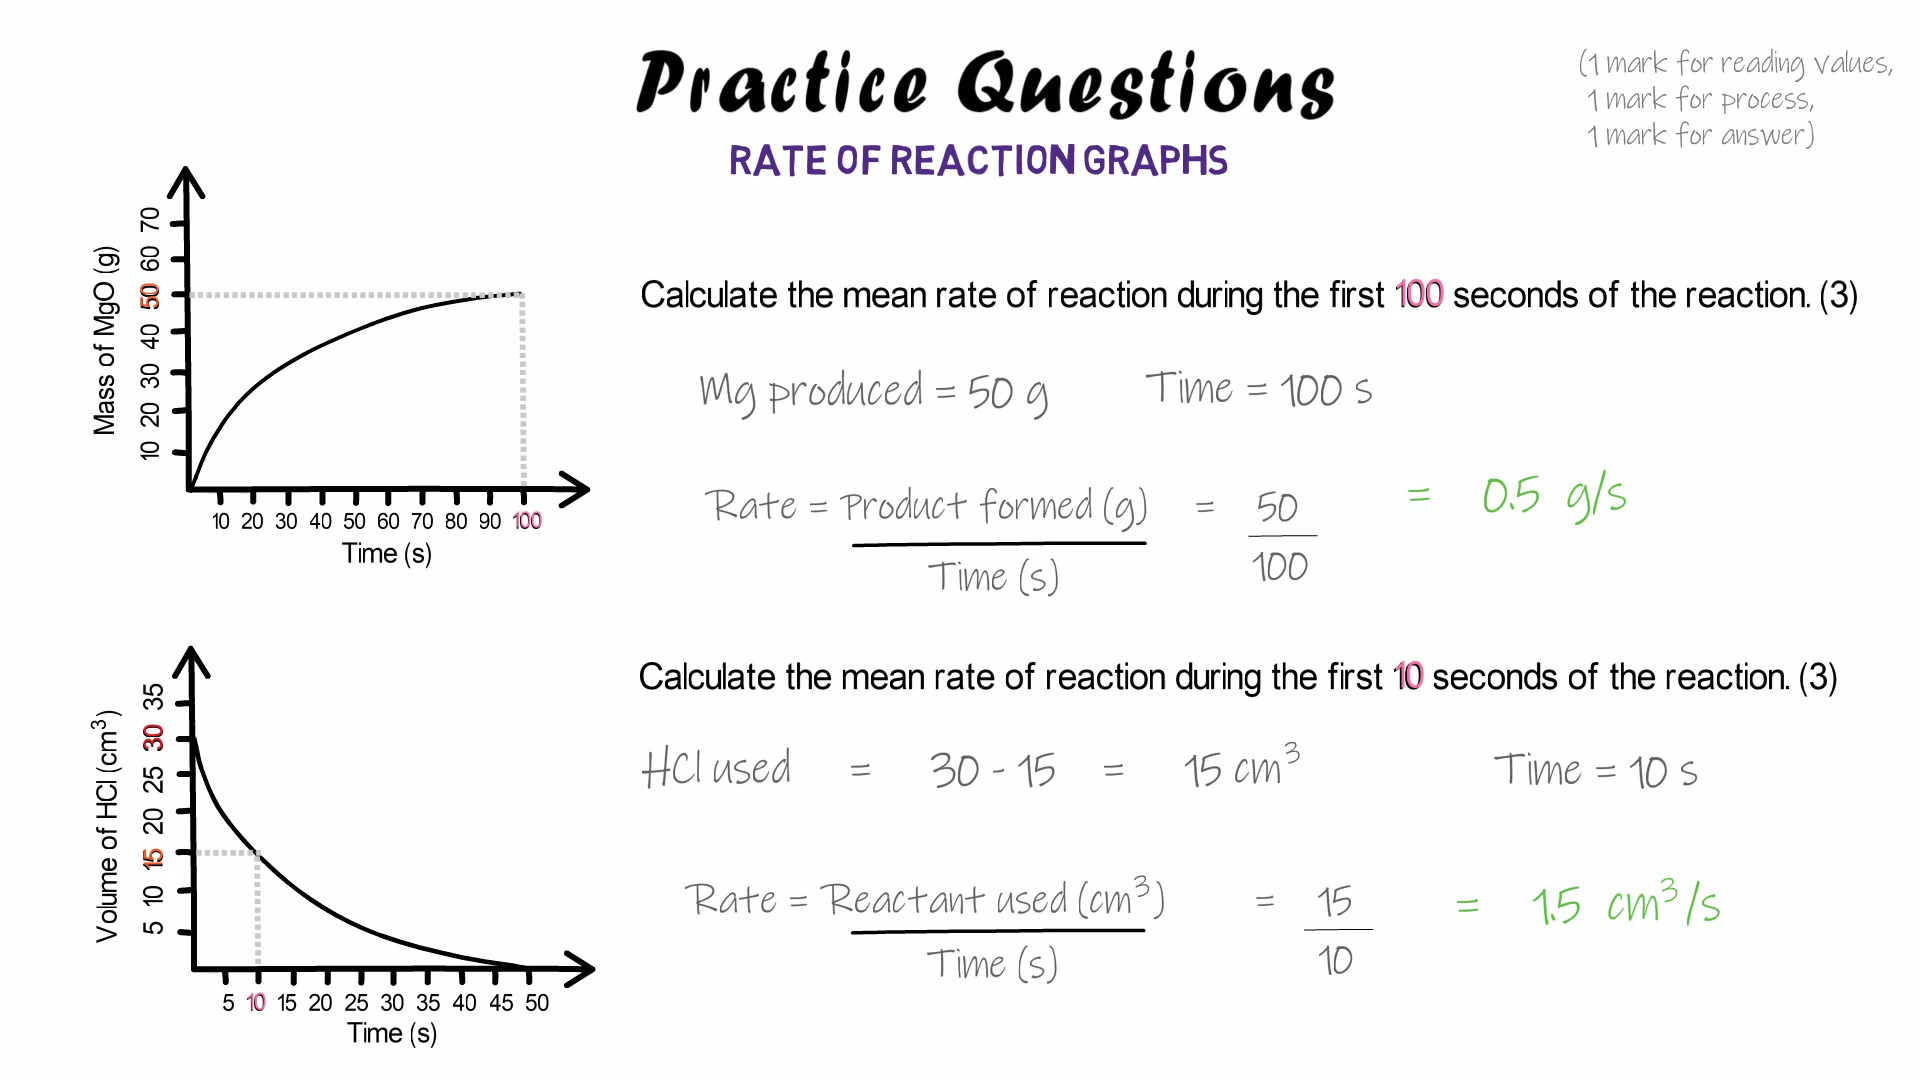 Practice Questions
RATE OF REACTION GRAPHS
(1 mark for reading values,
1 mark for process,
1 mark for answer)
Mass of MgO (g)
70
60
50
40
30
20
10
10 20 30 40 50 60 70 80 90 100
Time (s)
Calculate the mean rate of reaction during the first 100 seconds of the reaction. (3)
Mg produced = 50 g Time = 100 s
Rate = Product formed (g) = 50 = 0.5 g/s
Time (s) 100
Volume of HCl (cm³)
35
30
25
20
15
10
5
5 10 15 20 25 30 35 40 45 50
Time (s)
Calculate the mean rate of reaction during the first 10 seconds of the reaction. (3)
HCl used = 30 - 15 = 15 cm³ Time = 10 s
Rate = Reactant used (cm³) = 15 = 1.5 cm³/s
Time (s) 10